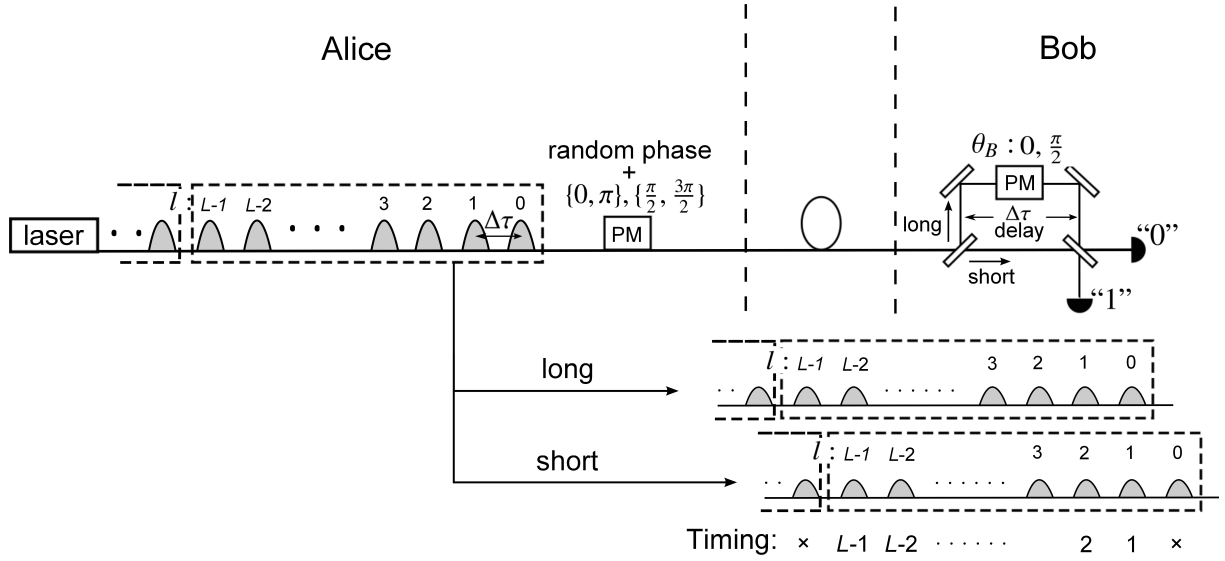 Alice
Bob
random phase
+
{0, π}, {π/2, 3π/2}
θ_B : 0, π/2
PM
l : L-1 L-2 · · · 3 2 1 0
Δτ
laser
· ·
PM
long
Δτ
delay
short
“0”
“1”
long
l : L-1 L-2 · · · · · · 3 2 1 0
· ·
short
l : L-1 L-2 · · · · · · 3 2 1 0
· ·
Timing: × L-1 L-2 · · · · · · 2 1 ×